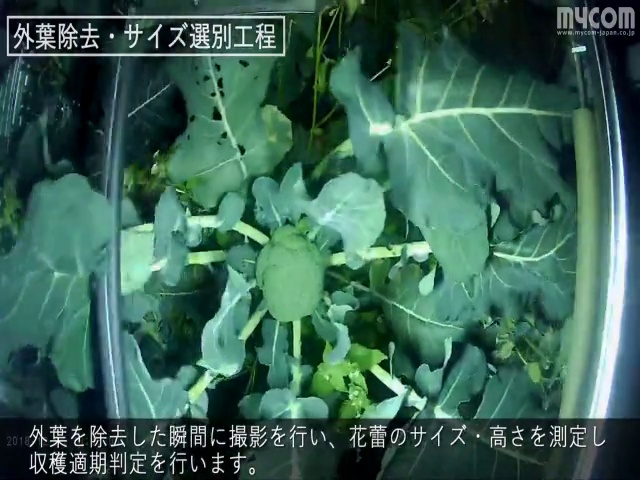 外葉除去・サイズ選別工程
mycom
www.mycom-japan.co.jp
2018
外葉を除去した瞬間に撮影を行い、花蕾のサイズ・高さを測定し
収穫適期判定を行います。